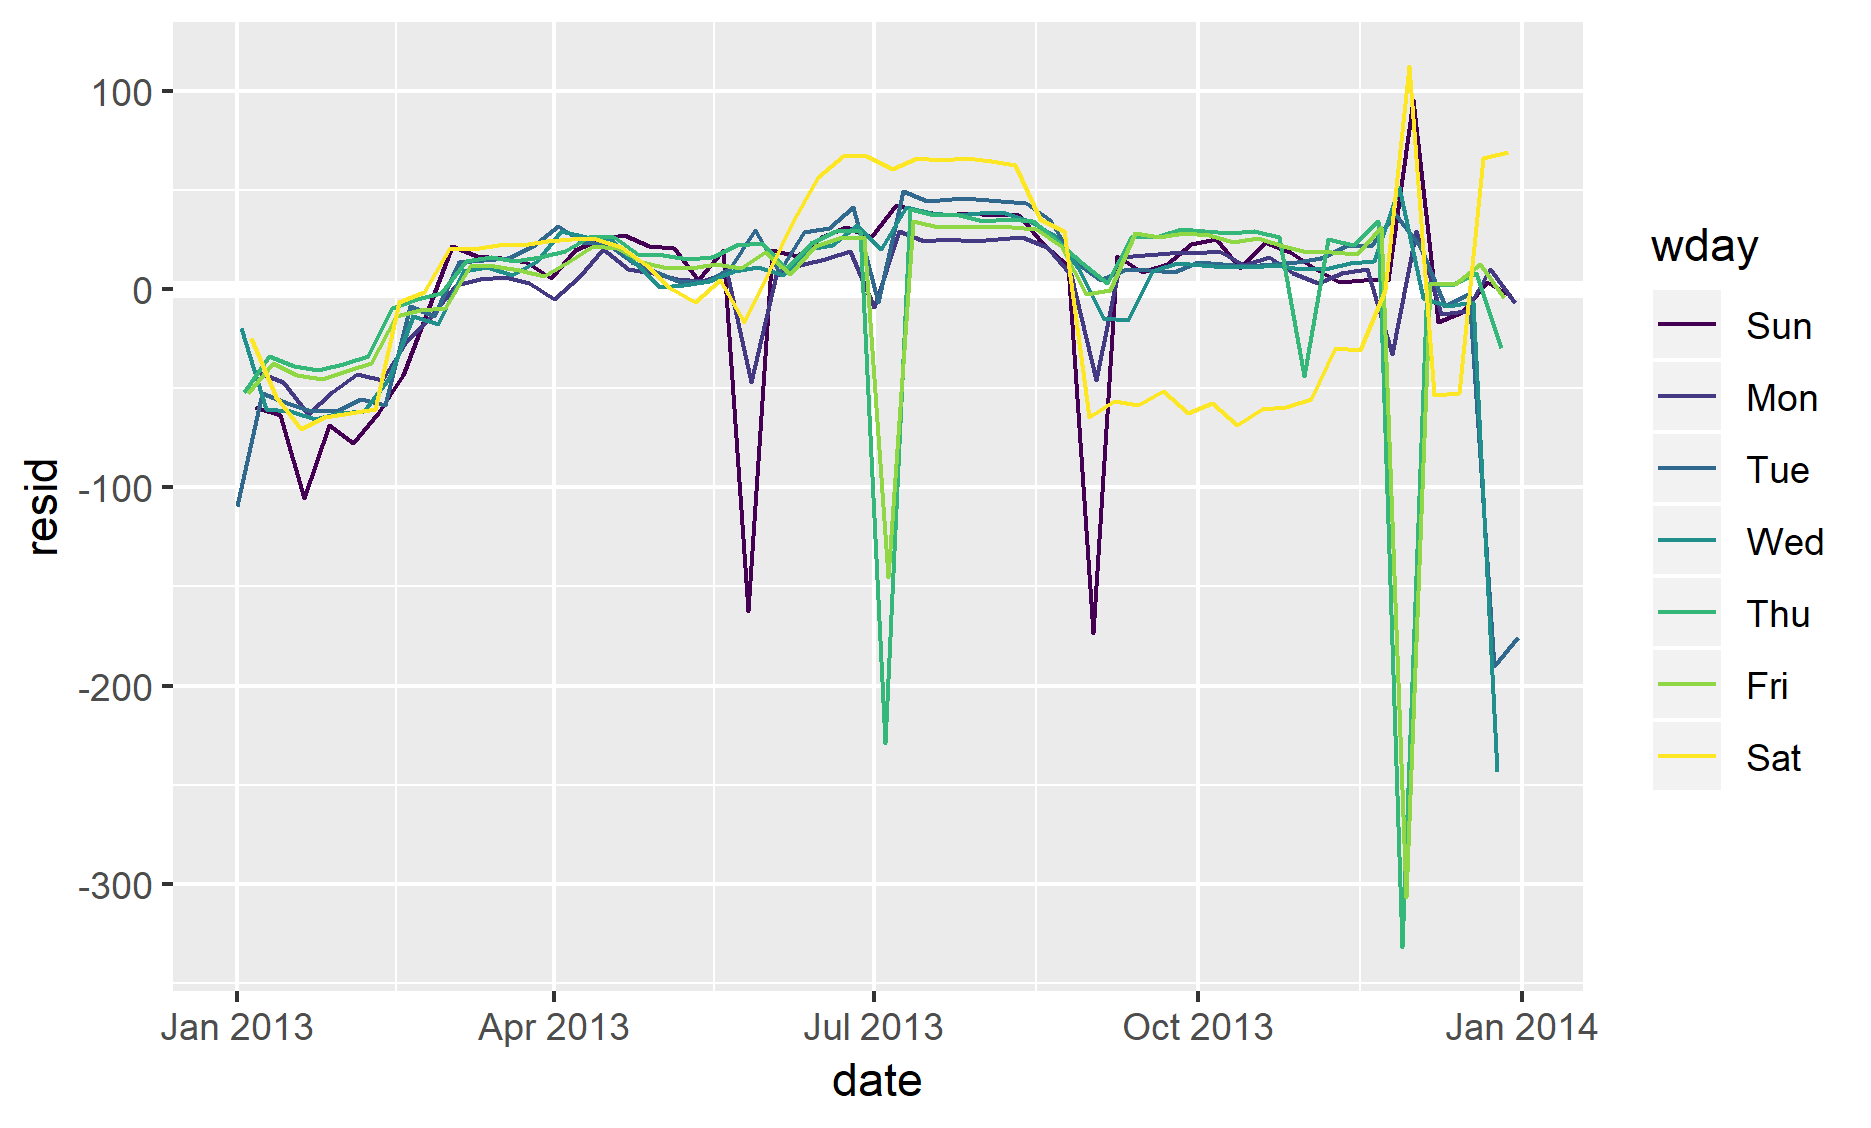 100
0
-100
-200
-300
resid
Jan 2013
Apr 2013
Jul 2013
Oct 2013
Jan 2014
date
wday
Sun
Mon
Tue
Wed
Thu
Fri
Sat